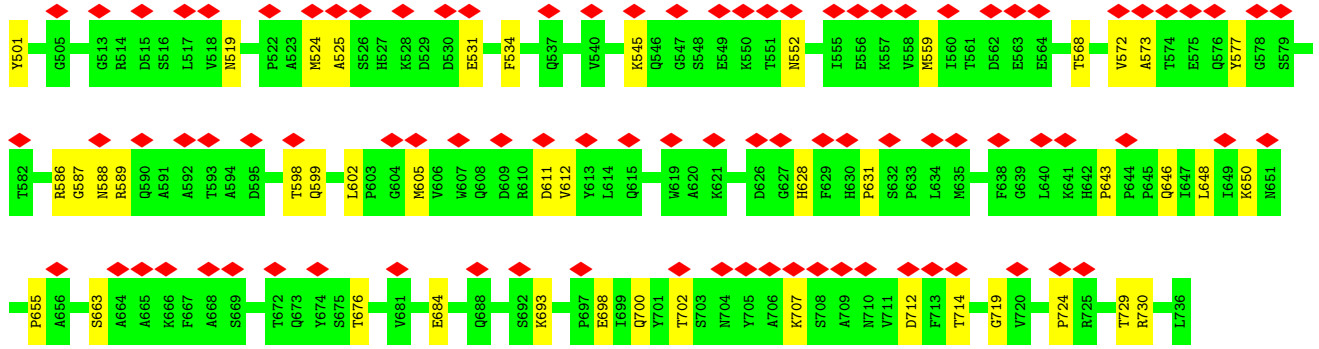 Y501 G505 G513 R514 D515 S516 L517 V518 N519 P522 A523 M524 A525 S526 H527 K528 D529 D530 E531 F534 Q537 V540 K545 Q546 G547 S548 E549 K550 T551 N552 I555 E556 K557 V558 M559 I560 T561 D562 E563 E564 T568 V572 A573 T574 E575 Q576 Y577 G578 S579
T582 R586 G587 N588 R589 Q590 A591 A592 T593 A594 D595 T598 Q599 L602 P603 G604 M605 V606 W607 Q608 D609 R610 D611 V612 Y613 L614 Q615 W619 A620 K621 D626 G627 H628 F629 H630 P631 S632 P633 L634 M635 F638 G639 L640 K641 H642 P643 P644 P645 Q646 I647 L648 I649 K650 N651
P655 A656 S663 A664 A665 K666 F667 A668 S669 T672 Q673 Y674 S675 T676 V681 E684 Q688 S692 K693 P697 E698 I699 Q700 Y701 T702 S703 N704 Y705 A706 K707 S708 A709 N710 V711 D712 F713 T714 G719 V720 P724 R725 T729 R730 L736